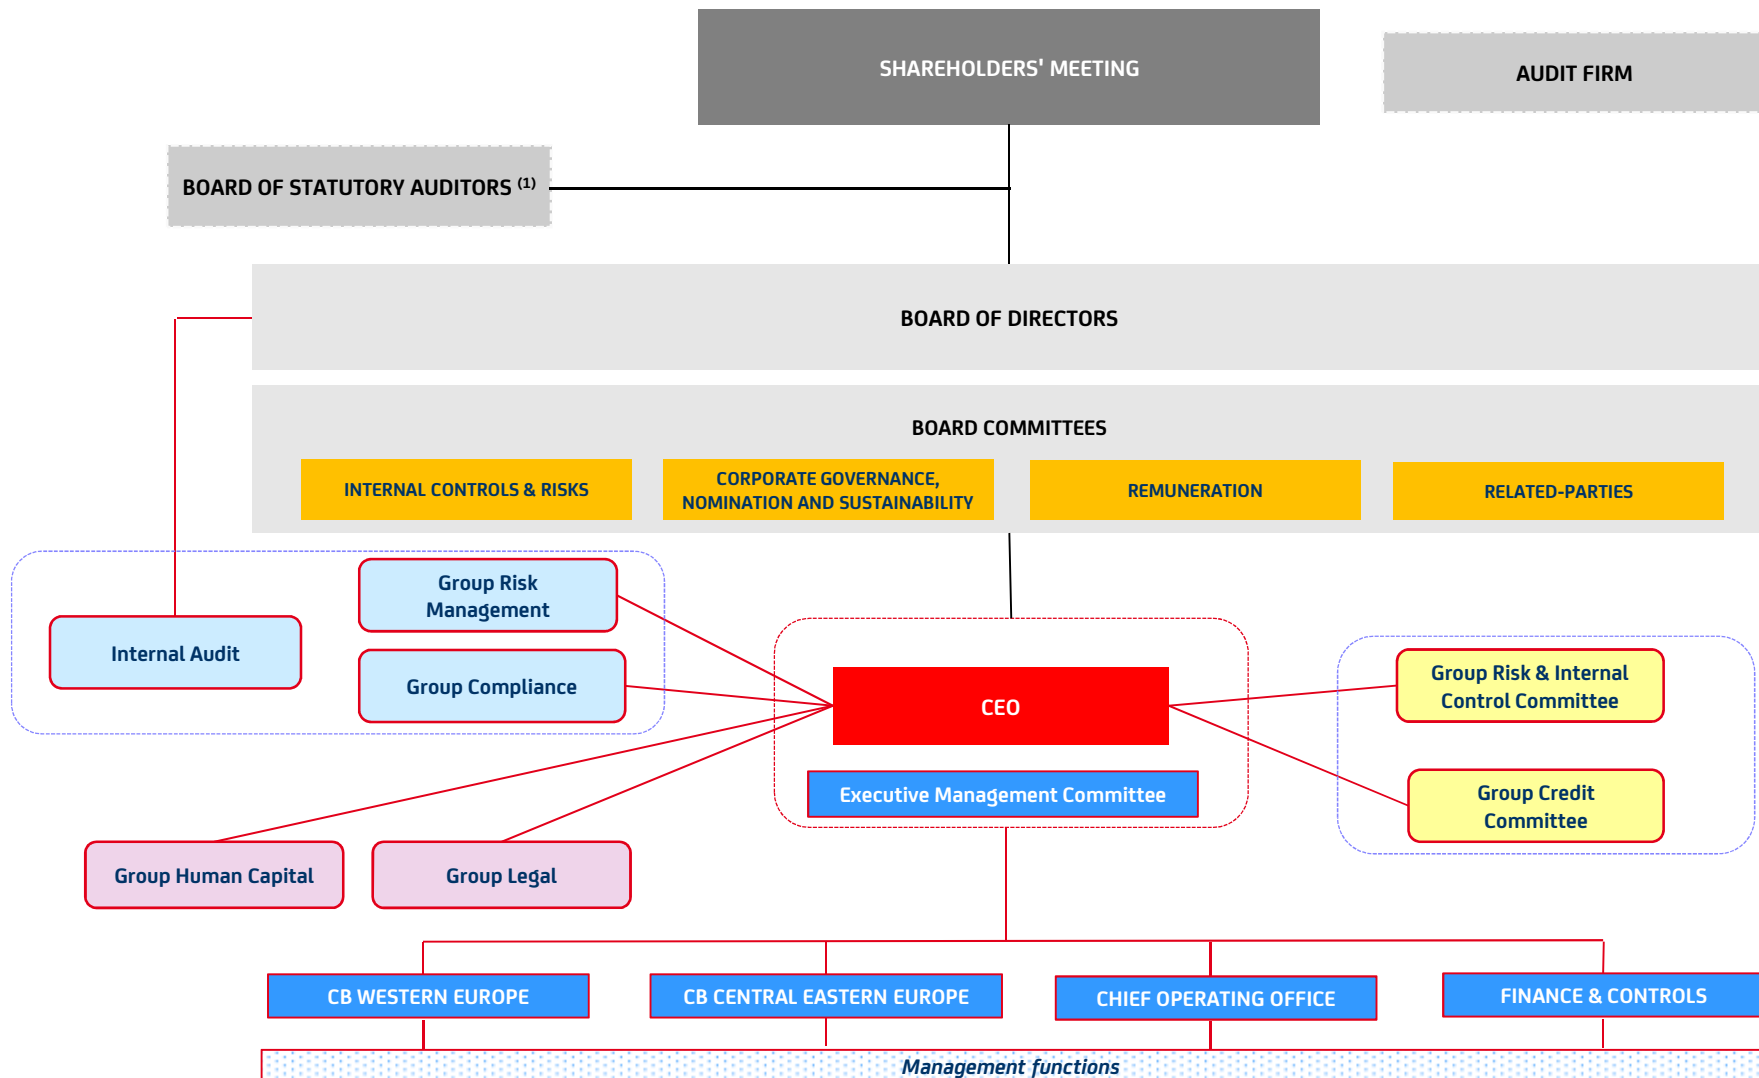 SHAREHOLDERS' MEETING
AUDIT FIRM
BOARD OF STATUTORY AUDITORS (1)
BOARD OF DIRECTORS
BOARD COMMITTEES
INTERNAL CONTROLS & RISKS
CORPORATE GOVERNANCE,
NOMINATION AND SUSTAINABILITY
REMUNERATION
RELATED-PARTIES
Group Risk
Management
Internal Audit
Group Compliance
CEO
Executive Management Committee
Group Risk & Internal
Control Committee
Group Credit
Committee
Group Human Capital
Group Legal
CB WESTERN EUROPE
CB CENTRAL EASTERN EUROPE
CHIEF OPERATING OFFICE
FINANCE & CONTROLS
Management functions